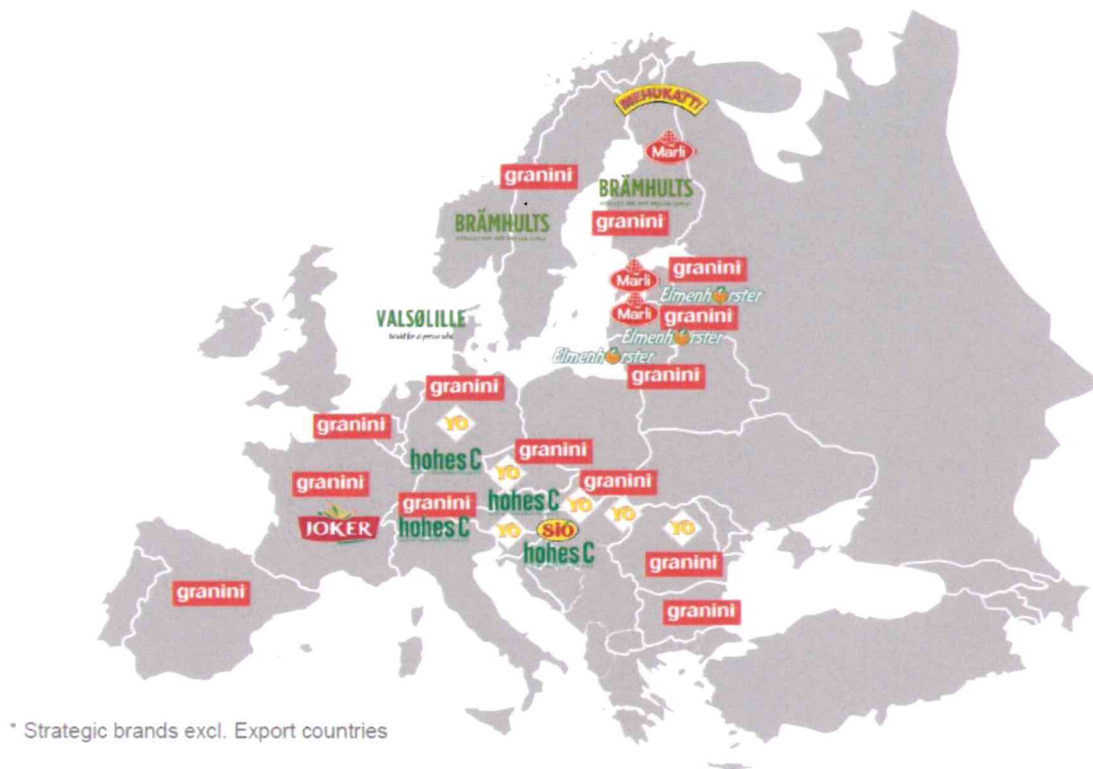 MEHUKATTI
Marli
granini
BRÄMHULTS
BRÄMHULTS
granini
granini
Marli
Elmenhorster
Marli
granini
VALSØLILLE
Elmenhorster
Elmenhorster
granini
granini
YO
granini
hohes C
granini
YO
granini
granini
hohes C
YO
granini
YO
JOKER
hohes C
YO
sió
YO
hohes C
granini
granini
granini
* Strategic brands excl. Export countries